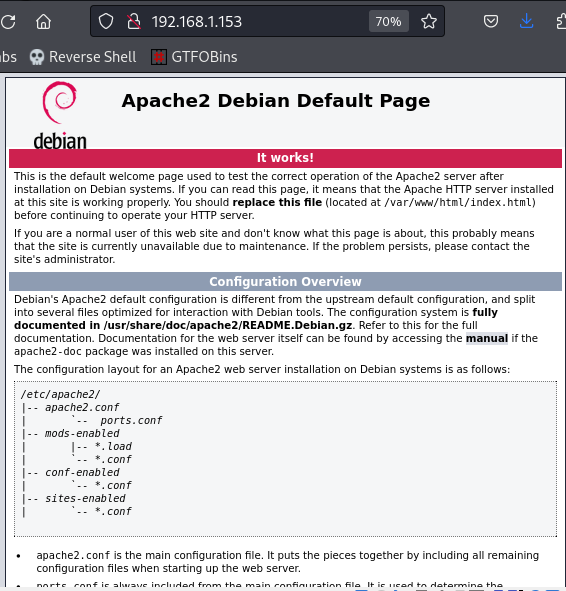 192.168.1.153 70%
bs Reverse Shell GTFOBins
debian
Apache2 Debian Default Page
It works!
This is the default welcome page used to test the correct operation of the Apache2 server after
installation on Debian systems. If you can read this page, it means that the Apache HTTP server installed
at this site is working properly. You should replace this file (located at /var/www/html/index.html)
before continuing to operate your HTTP server.
If you are a normal user of this web site and don't know what this page is about, this probably means
that the site is currently unavailable due to maintenance. If the problem persists, please contact the
site's administrator.
Configuration Overview
Debian's Apache2 default configuration is different from the upstream default configuration, and split
into several files optimized for interaction with Debian tools. The configuration system is fully
documented in /usr/share/doc/apache2/README.Debian.gz. Refer to this for the full
documentation. Documentation for the web server itself can be found by accessing the manual if the
apache2-doc package was installed on this server.
The configuration layout for an Apache2 web server installation on Debian systems is as follows:
/etc/apache2/
|-- apache2.conf
|       `--  ports.conf
|-- mods-enabled
|       |-- *.load
|       `-- *.conf
|-- conf-enabled
|       `-- *.conf
|-- sites-enabled
|       `-- *.conf
• apache2.conf is the main configuration file. It puts the pieces together by including all remaining
configuration files when starting up the web server.
• ports.conf is always included from the main configuration file. It is used to determine the